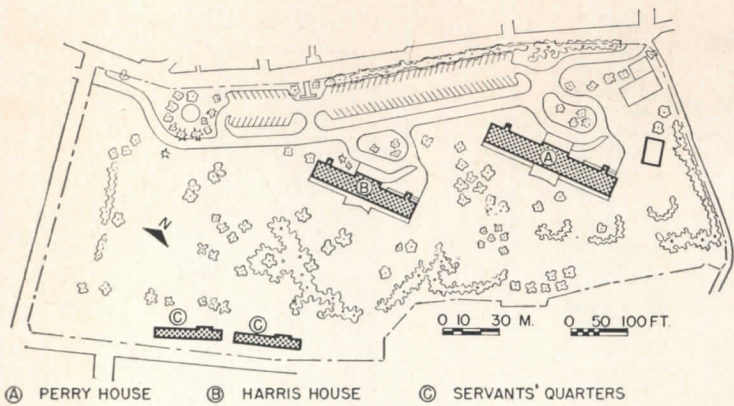 A
B
N
C
C
0 10 30 M.
0 50 100 FT.
A PERRY HOUSE
B HARRIS HOUSE
C SERVANTS' QUARTERS